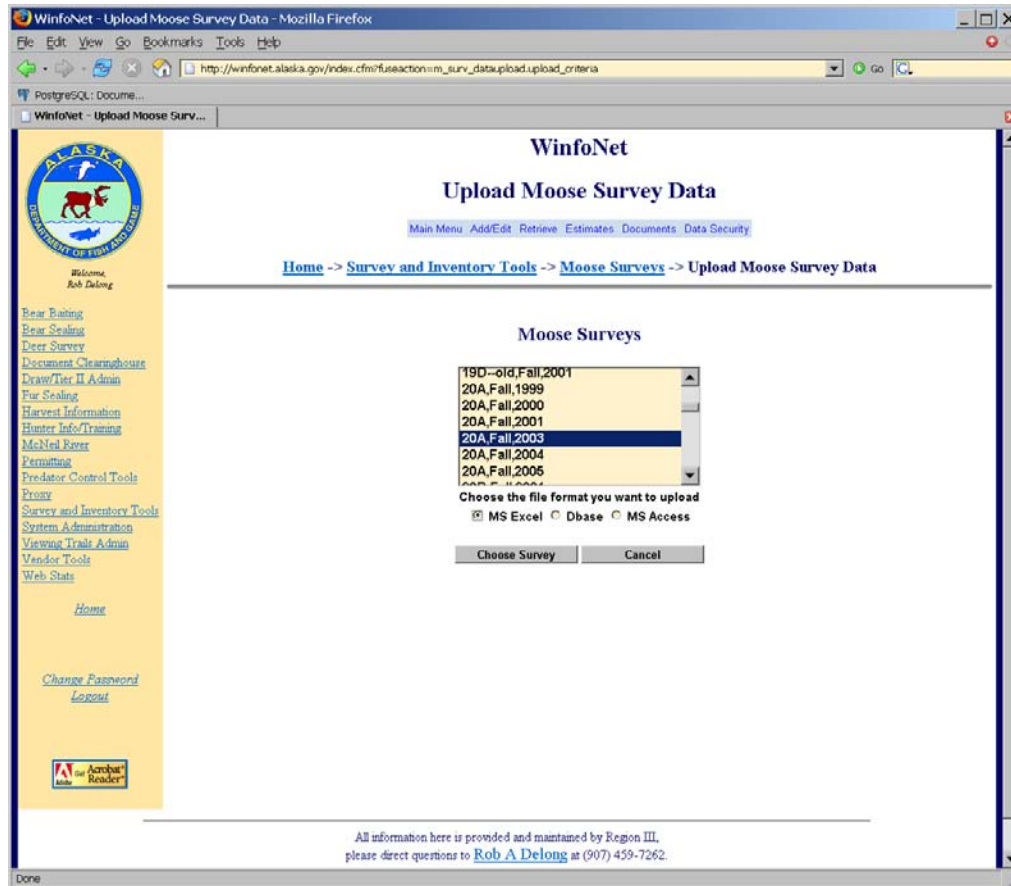 WinfoNet - Upload Moose Survey Data - Mozilla Firefox
File Edit View Go Bookmarks Tools Help
http://winfonet.alaska.gov/index.cfm?fuseaction=m_surv_dataupload.upload_criteria
Go
PostgreSQL: Docume...
WinfoNet - Upload Moose Surv...
ALASKA
DEPARTMENT OF FISH AND GAME
Welcome,
Rob Delong
Bear Baiting
Bear Sealing
Deer Survey
Document Clearinghouse
Draw/Tier II Admin
Fur Sealing
Harvest Information
Hunter Info/Training
McNeil River
Permitting
Predator Control Tools
Proxy
Survey and Inventory Tools
System Administration
Viewing Trails Admin
Vendor Tools
Web Stats
Home
Change Password
Logout
Adobe
Get Acrobat
Reader
WinfoNet
Upload Moose Survey Data
Main Menu Add/Edit Retrieve Estimates Documents Data Security
Home -> Survey and Inventory Tools -> Moose Surveys -> Upload Moose Survey Data
Moose Surveys
19D--old,Fall,2001
20A,Fall,1999
20A,Fall,2000
20A,Fall,2001
20A,Fall,2003
20A,Fall,2004
20A,Fall,2005
Choose the file format you want to upload
MS Excel Dbase MS Access
Choose Survey Cancel
All information here is provided and maintained by Region III,
please direct questions to Rob A Delong at (907) 459-7262.
Done